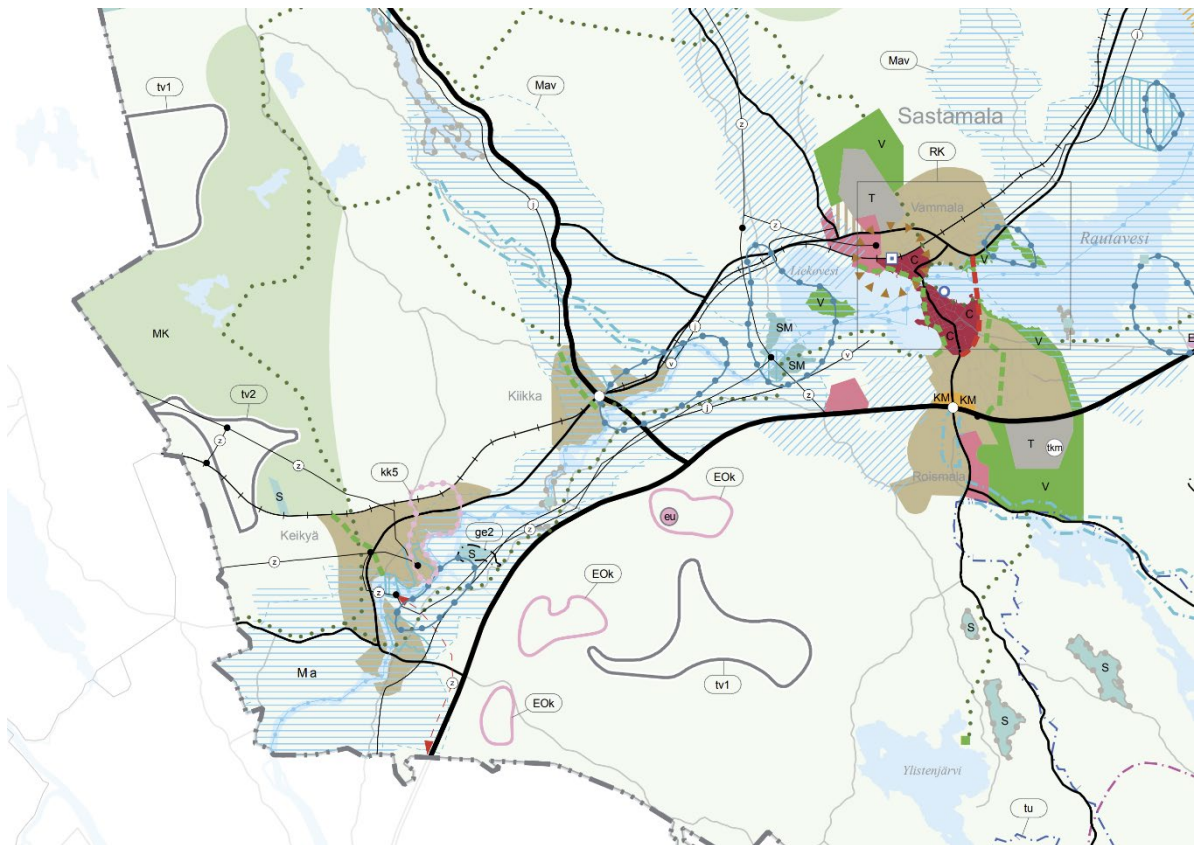 tv1
Mav
Mav
j
j
z
Sastamala
V
RK
T
Vammala
z
C
V
Rautavesi
Liekovesi
V
C
C
V
MK
SM
SM
v
v
j
j
z
E
tv2
z
z
Kiikka
KM
KM
T
tkm
V
Roismala
kk5
EOk
eu
S
Keikyä
ge2
S
z
z
z
EOk
tv1
S
S
S
Ma
z
EOk
Ylistenjärvi
tu